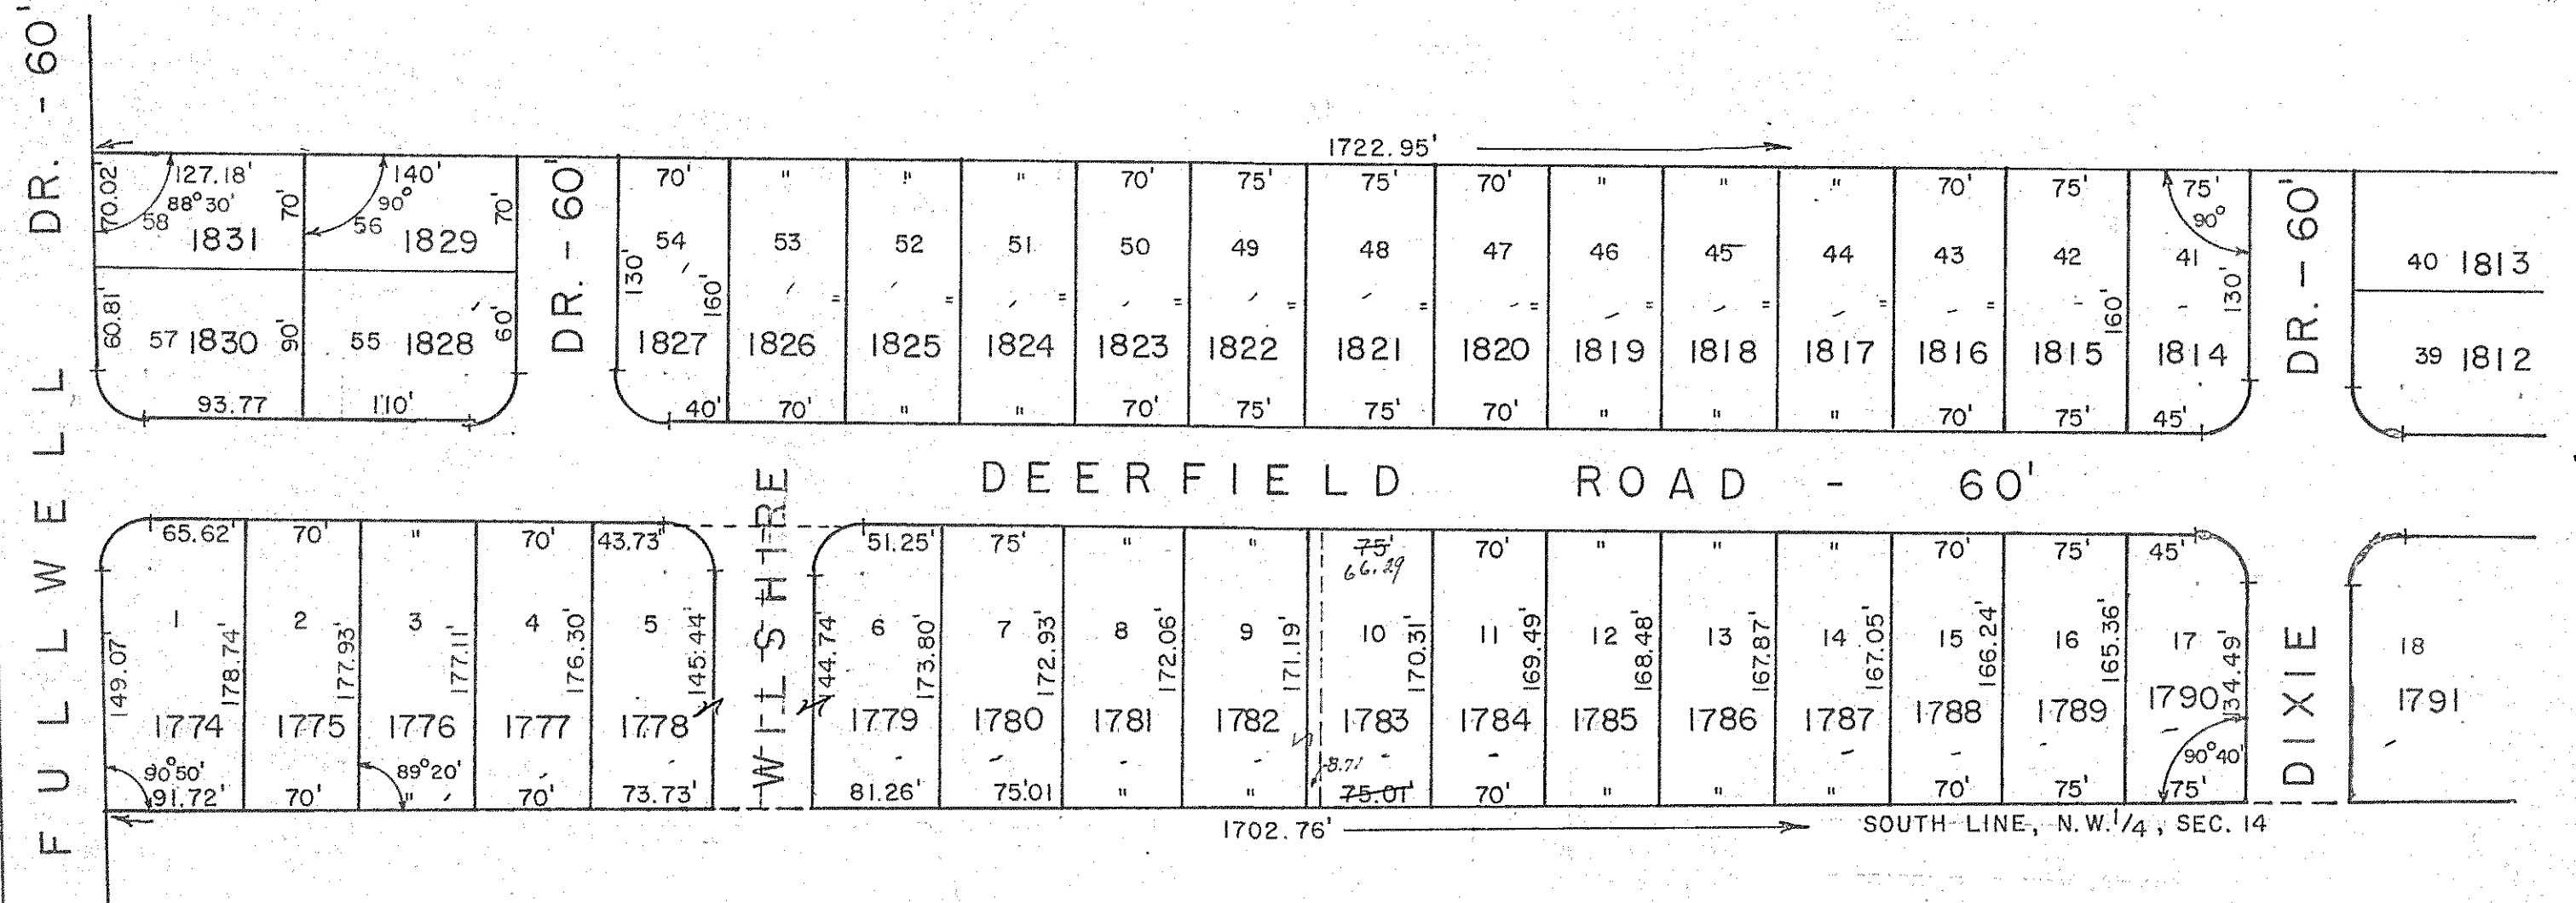 FULLWELL DR. - 60'
1722.95'
127.18' 140' 70' " " " 70' 75' 75' 70' " " " 70' 75' 75'
70.02' 88°30' 70' 90° 70' DR. - 60' 90° DR. - 60'
58 56 54 53 52 51 50 49 48 47 46 45 44 43 42 41
1831 1829 40 1813
130' 160' = = = = = = = = = = = 160' 130'
60.81' 57 1830 90' 55 1828 60' 1827 1826 1825 1824 1823 1822 1821 1820 1819 1818 1817 1816 1815 1814 39 1812
93.77 110' 40' 70' " " 70' 75' 75' 70' " " " 70' 75' 45'
DEERFIELD ROAD - 60'
65.62' 70' " 70' 43.73' WILSHIRE 51.25' 75' " " 75' 70' " " " 70' 75' 45'
66.29
1 2 3 4 5 6 7 8 9 10 11 12 13 14 15 16 17 18
149.07' 178.74' 177.93' 177.11' 176.30' 145.44' 144.74' 173.80' 172.93' 172.06' 171.19' 170.31' 169.49' 168.48' 167.87' 167.05' 166.24' 165.36' 134.49' DIXIE
1774 1775 1776 1777 1778 1779 1780 1781 1782 1783 1784 1785 1786 1787 1788 1789 1790 1791
90°50' 89°20' 8.71' 90°40'
91.72' 70' " 70' 73.73' 81.26' 75.01 " " 75.01' 70' " " " 70' 75' 75'
1702.76' SOUTH LINE, N.W. 1/4, SEC. 14